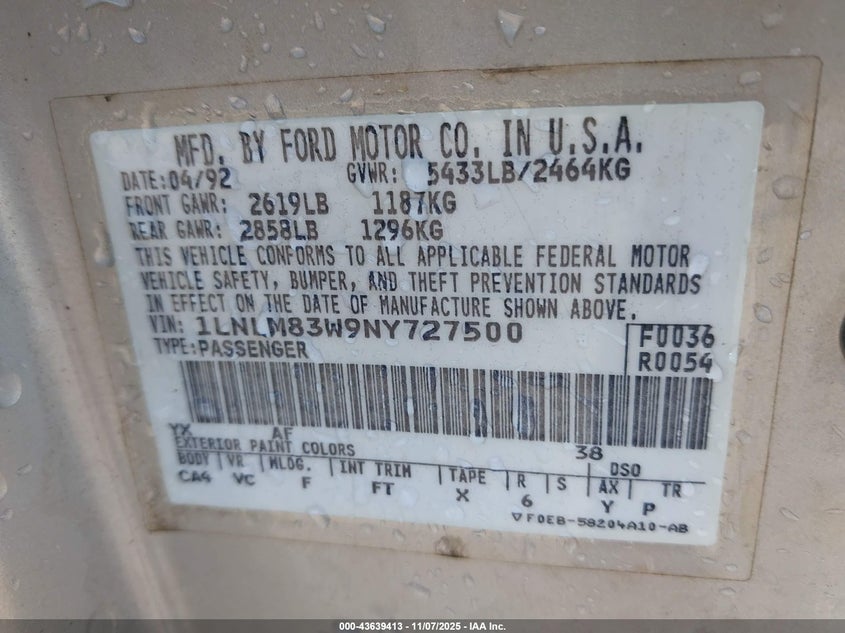 MFD. BY FORD MOTOR CO. IN U.S.A.
DATE: 04/92 GVWR: 5433LB/2464KG
FRONT GAWR: 2619LB 1187KG
REAR GAWR: 2858LB 1296KG
THIS VEHICLE CONFORMS TO ALL APPLICABLE FEDERAL MOTOR
VEHICLE SAFETY, BUMPER, AND THEFT PREVENTION STANDARDS
IN EFFECT ON THE DATE OF MANUFACTURE SHOWN ABOVE.
VIN: 1LNLM83W9NY727500 F0036
TYPE: PASSENGER R0054
YX AF 38
EXTERIOR PAINT COLORS DSO
BODY VR MLDG. INT TRIM TAPE R S AX TR
CA4 VC F FT X 6 Y P
▽F0EB-58204A10-AB
000-43639413 - 11/07/2025 - IAA Inc.